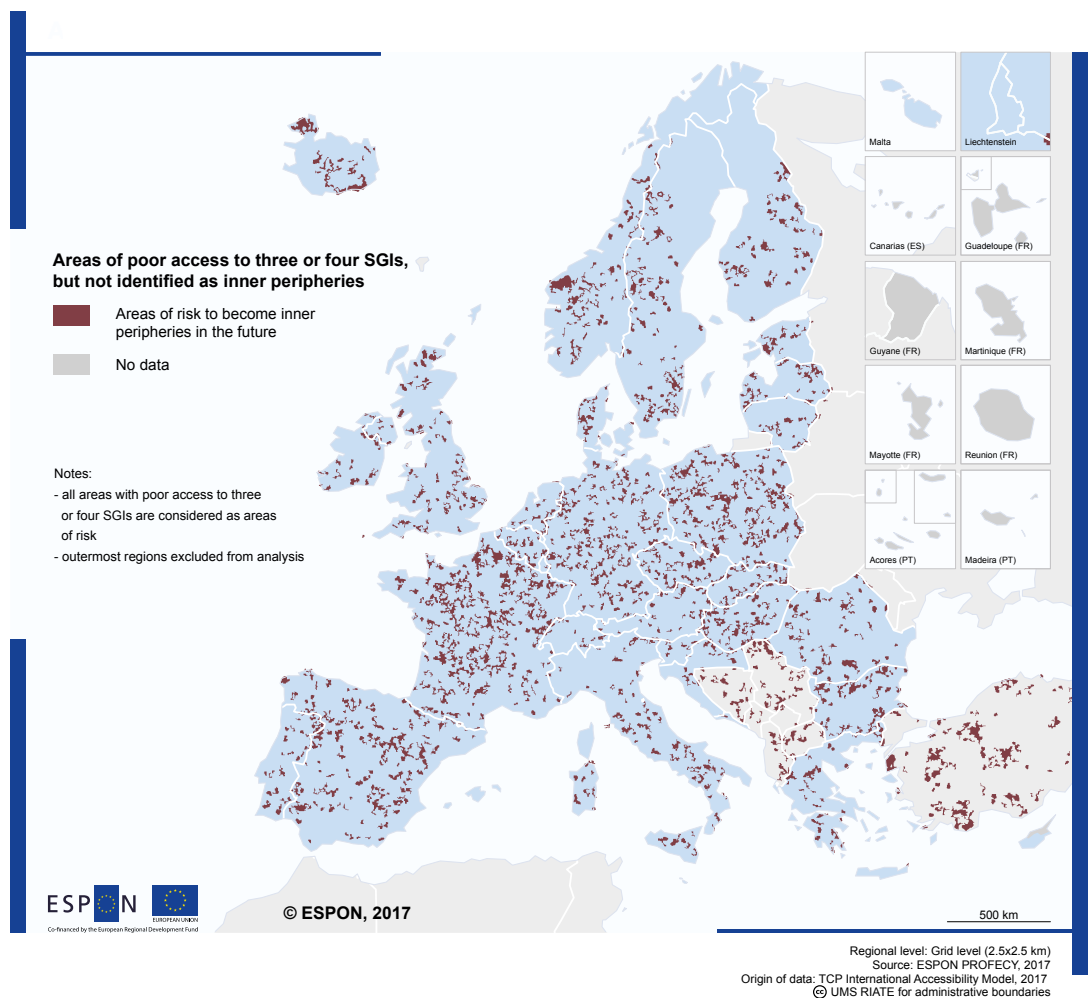 Malta
Liechtenstein
Canarias (ES)
Guadeloupe (FR)
Areas of poor access to three or four SGIs,
but not identified as inner peripheries
Areas of risk to become inner
peripheries in the future
No data
Guyane (FR)
Martinique (FR)
Mayotte (FR)
Reunion (FR)
Notes:
- all areas with poor access to three
or four SGIs are considered as areas
of risk
- outermost regions excluded from analysis
Acores (PT)
Madeira (PT)
ESPON
EUROPEAN UNION
Co-financed by the European Regional Development Fund
© ESPON, 2017
500 km
Regional level: Grid level (2.5x2.5 km)
Source: ESPON PROFECY, 2017
Origin of data: TCP International Accessibility Model, 2017
cc UMS RIATE for administrative boundaries